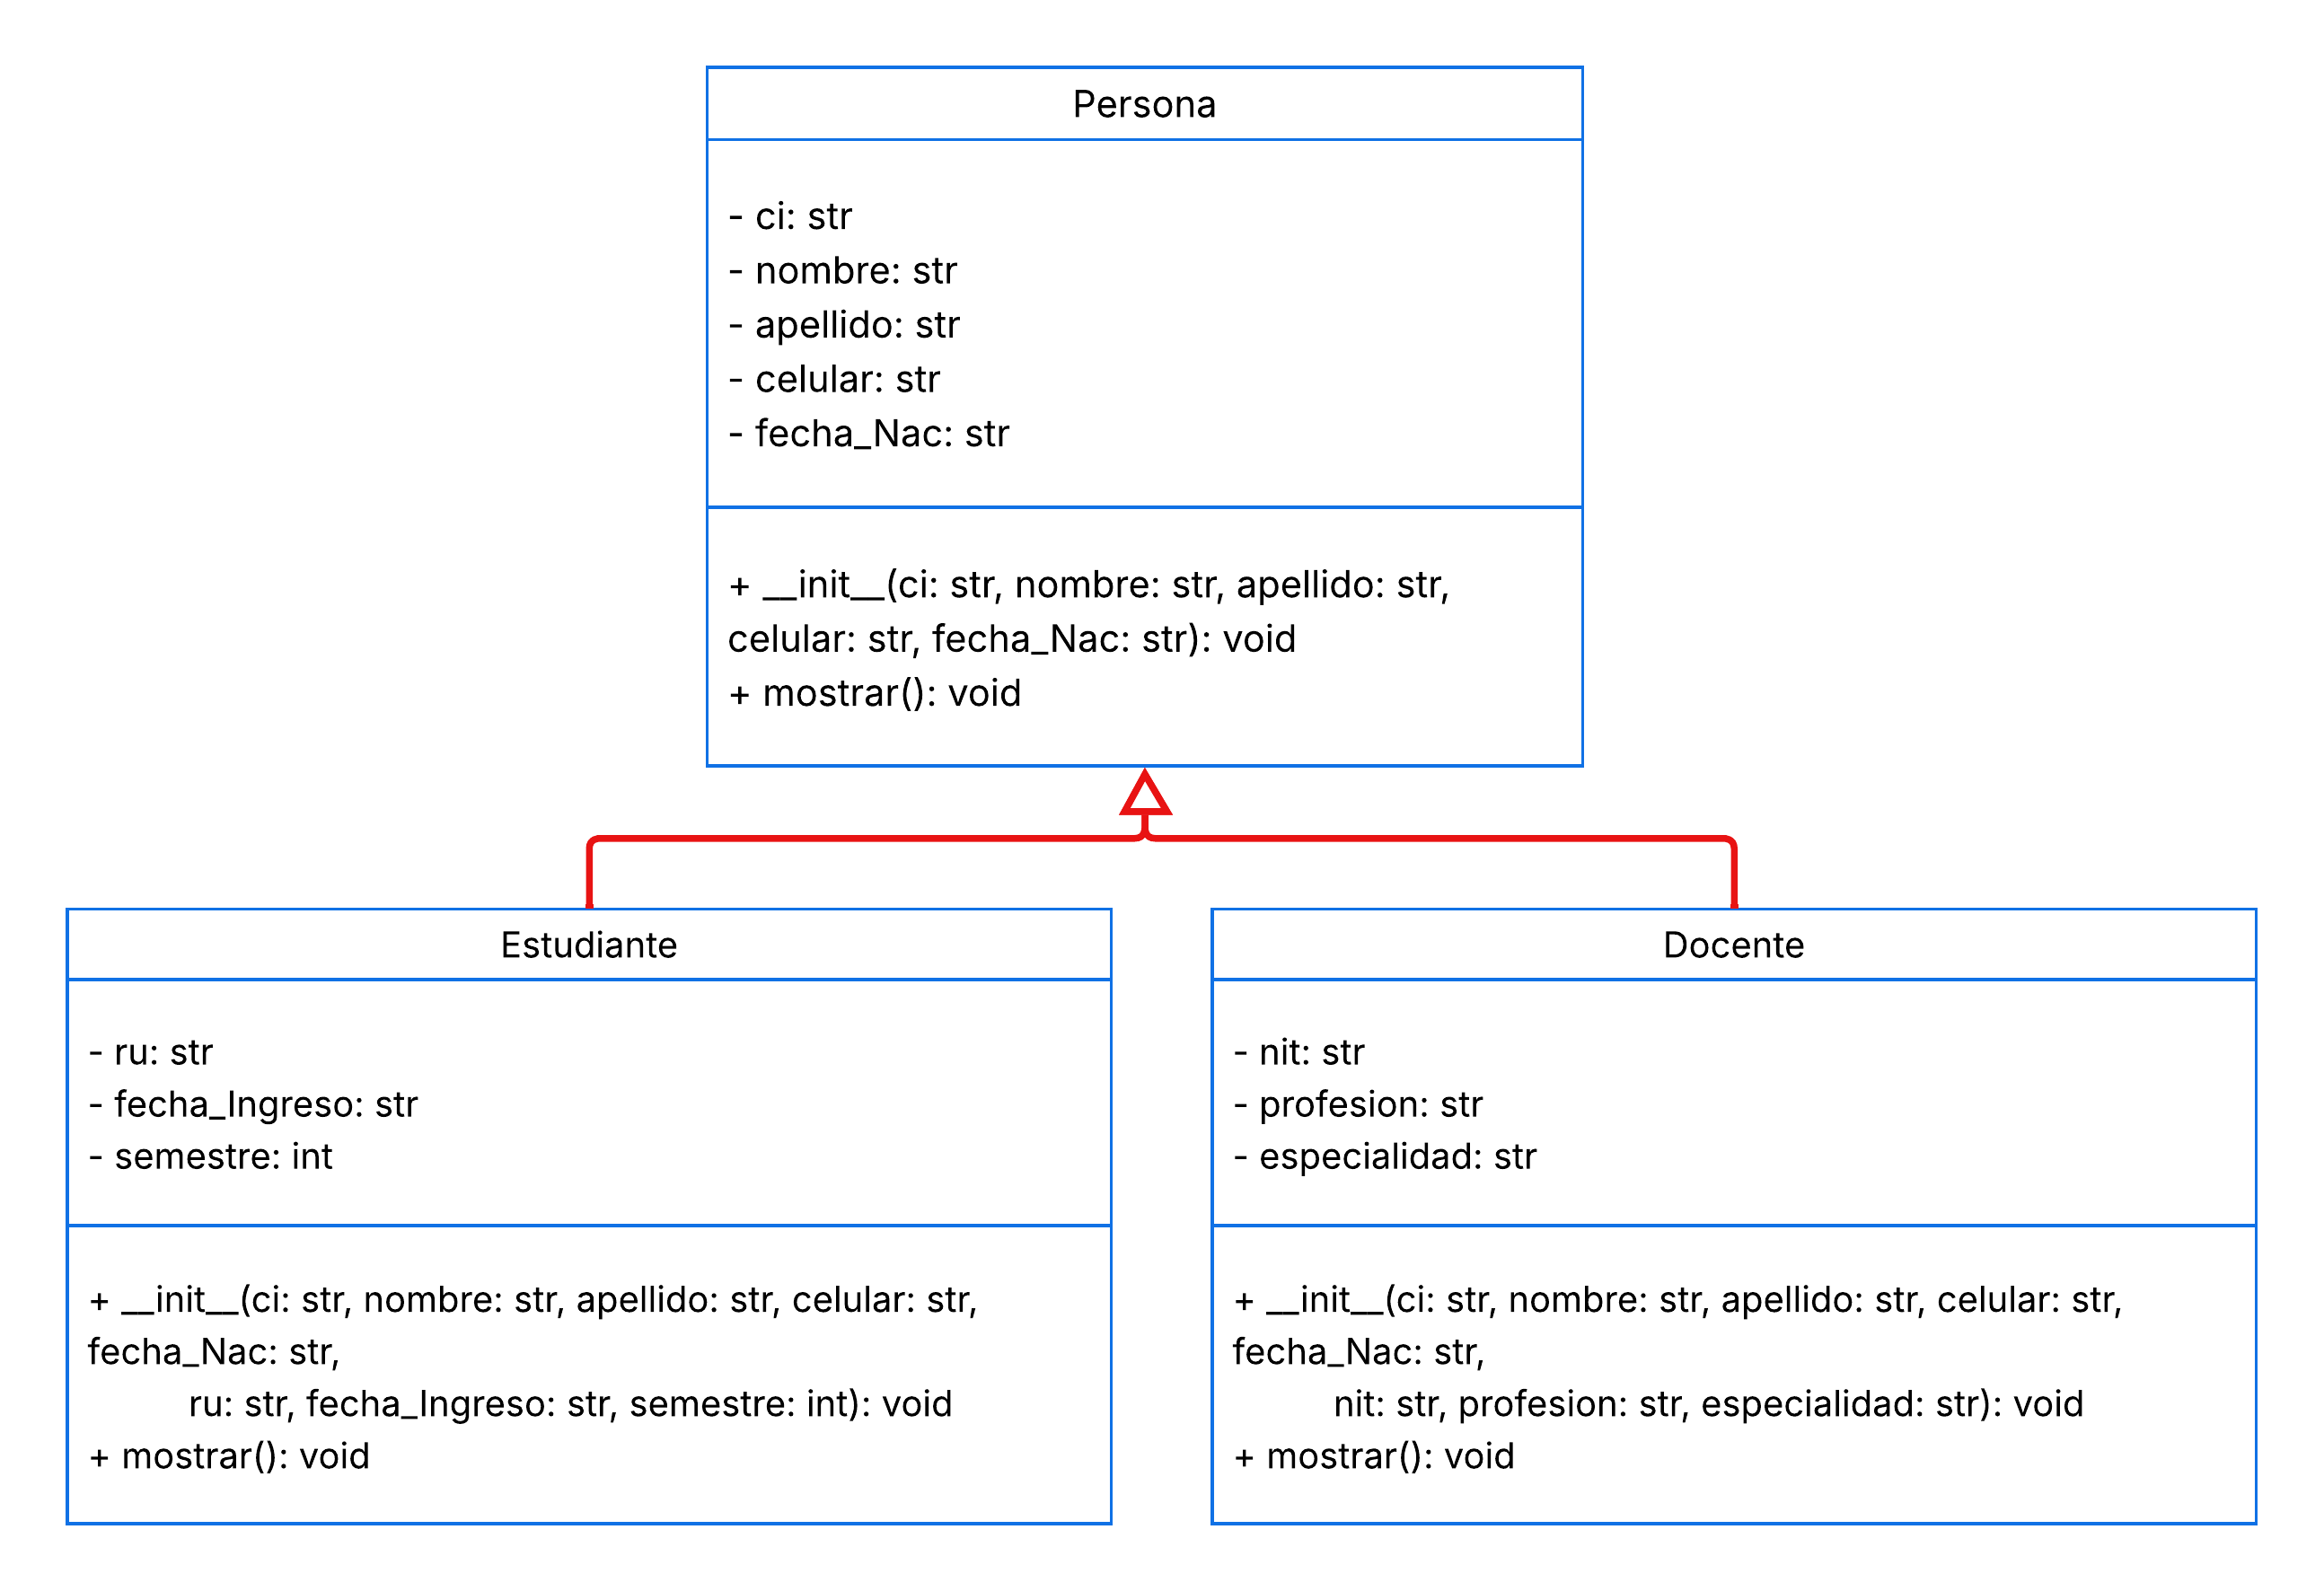 Persona
- ci: str
- nombre: str
- apellido: str
- celular: str
- fecha_Nac: str
+ __init__(ci: str, nombre: str, apellido: str,
celular: str, fecha_Nac: str): void
+ mostrar(): void
Estudiante
- ru: str
- fecha_Ingreso: str
- semestre: int
+ __init__(ci: str, nombre: str, apellido: str, celular: str,
fecha_Nac: str,
ru: str, fecha_Ingreso: str, semestre: int): void
+ mostrar(): void
Docente
- nit: str
- profesion: str
- especialidad: str
+ __init__(ci: str, nombre: str, apellido: str, celular: str,
fecha_Nac: str,
nit: str, profesion: str, especialidad: str): void
+ mostrar(): void